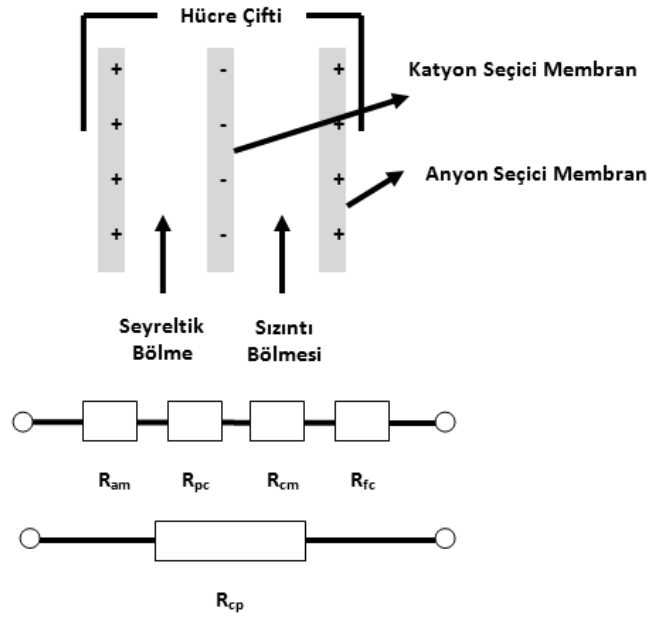 Hücre Çifti
+ - +
+ - +
+ - +
+ - +
Katyon Seçici Membran
Anyon Seçici Membran
Seyreltik
Bölme
Sızıntı
Bölmesi
Ram Rpc Rcm Rfc
Rcp